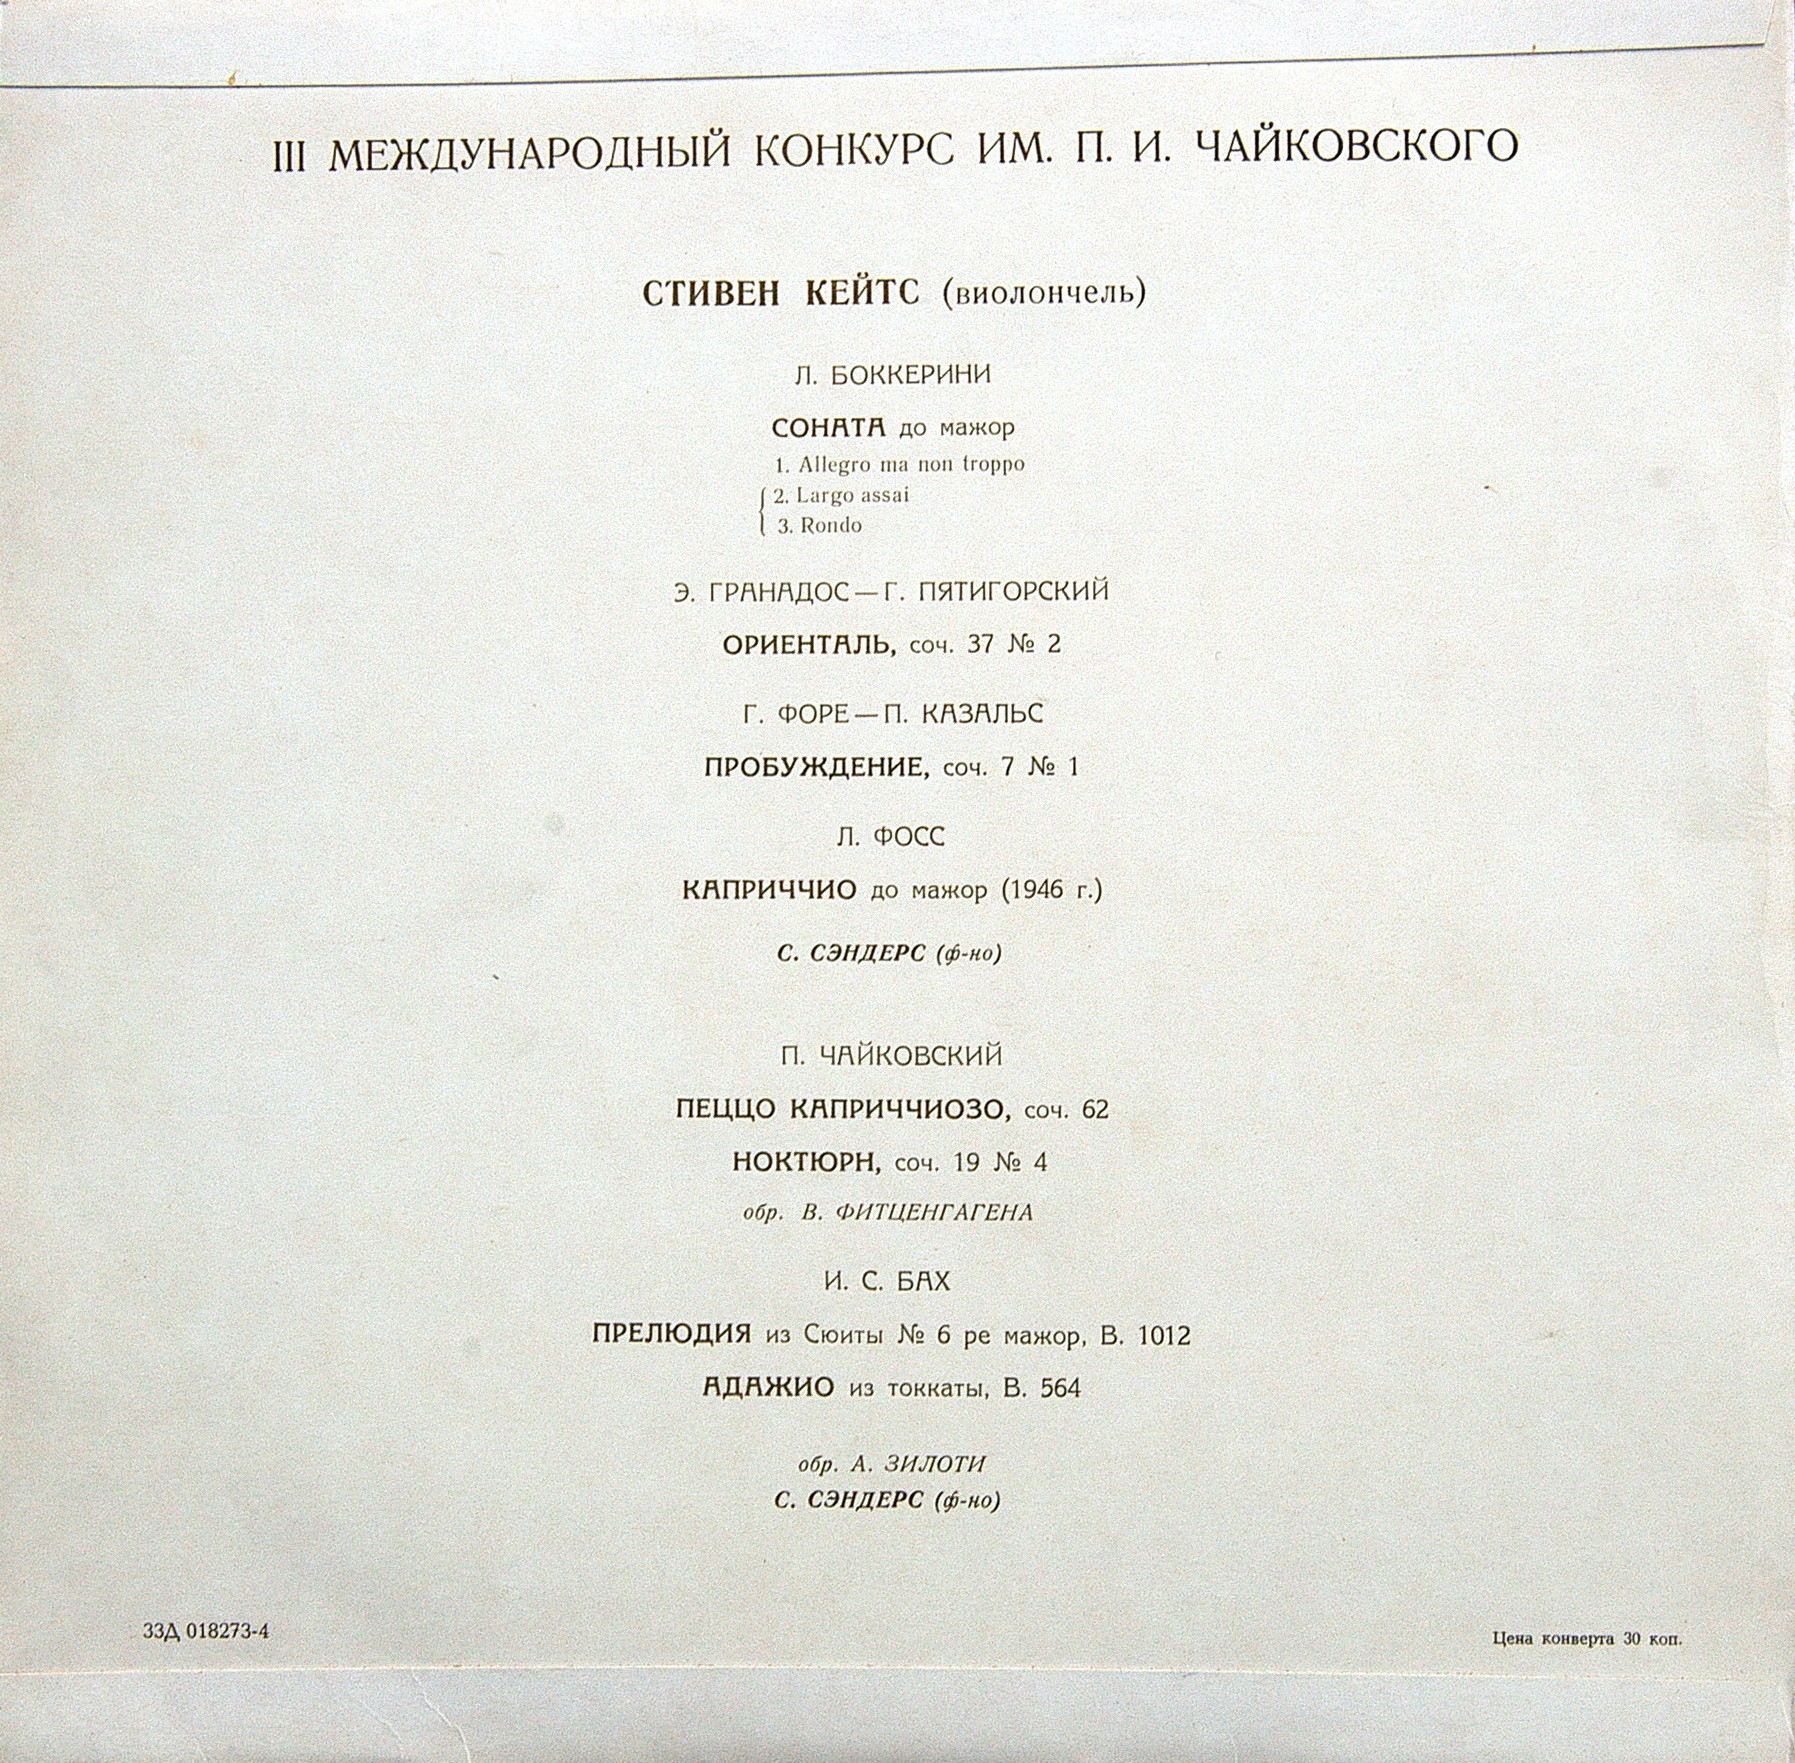 III МЕЖДУНАРОДНЫЙ КОНКУРС ИМ. П. И. ЧАЙКОВСКОГО
СТИВЕН КЕЙТС (виолончель)
Л. БОККЕРИНИ
СОНАТА до мажор
1. Allegro ma non troppo
2. Largo assai
3. Rondo
Э. ГРАНАДОС—Г. ПЯТИГОРСКИЙ
ОРИЕНТАЛЬ, соч. 37 № 2
Г. ФОРЕ—П. КАЗАЛЬС
ПРОБУЖДЕНИЕ, соч. 7 № 1
Л. ФОСС
КАПРИЧЧИО до мажор (1946 г.)
С. СЭНДЕРС (ф-но)
П. ЧАЙКОВСКИЙ
ПЕЦЦО КАПРИЧЧИОЗО, соч. 62
НОКТЮРН, соч. 19 № 4
обр. В. ФИТЦЕНГАГЕНА
И. С. БАХ
ПРЕЛЮДИЯ из Сюиты № 6 ре мажор, В. 1012
АДАЖИО из токкаты, В. 564
обр. А. ЗИЛОТИ
С. СЭНДЕРС (ф-но)
33Д 018273-4
Цена конверта 30 коп.